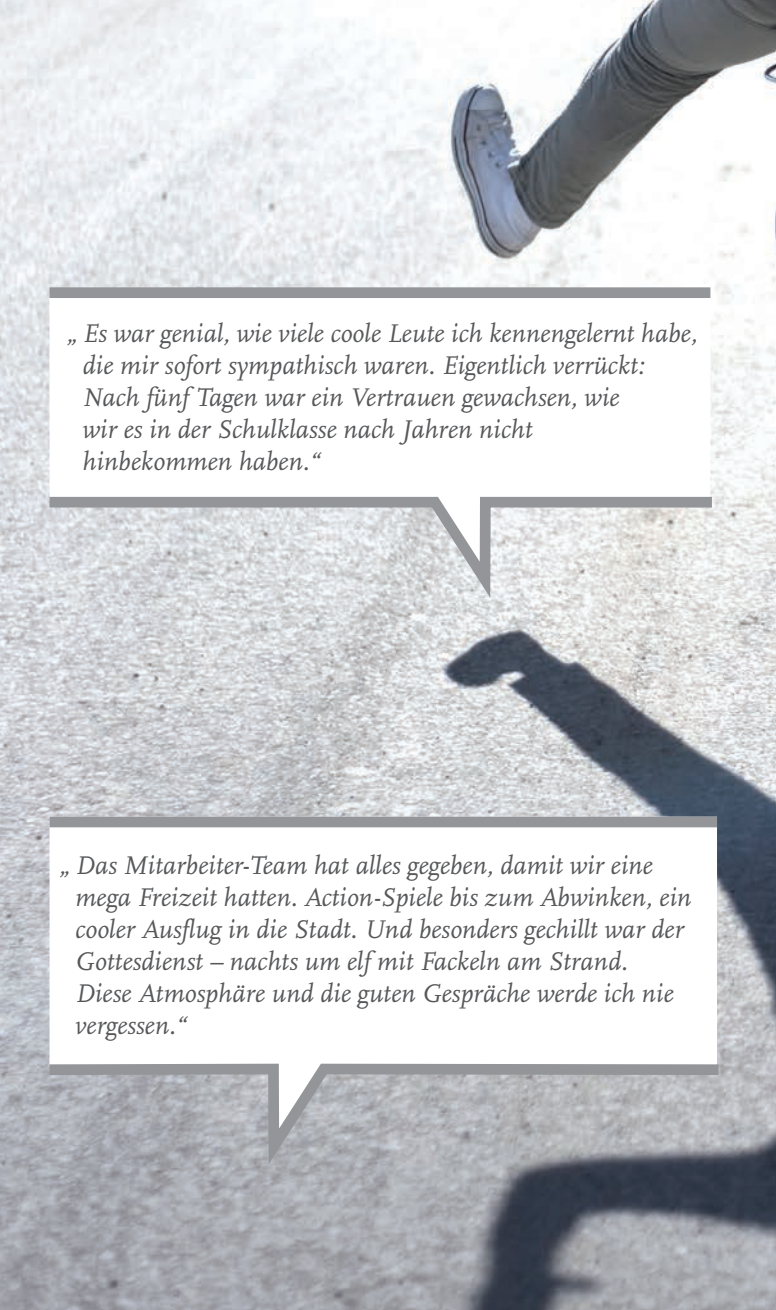 „ Es war genial, wie viele coole Leute ich kennengelernt habe,
die mir sofort sympathisch waren. Eigentlich verrückt:
Nach fünf Tagen war ein Vertrauen gewachsen, wie
wir es in der Schulklasse nach Jahren nicht
hinbekommen haben.“
„ Das Mitarbeiter-Team hat alles gegeben, damit wir eine
mega Freizeit hatten. Action-Spiele bis zum Abwinken, ein
cooler Ausflug in die Stadt. Und besonders gechillt war der
Gottesdienst – nachts um elf mit Fackeln am Strand.
Diese Atmosphäre und die guten Gespräche werde ich nie
vergessen.“